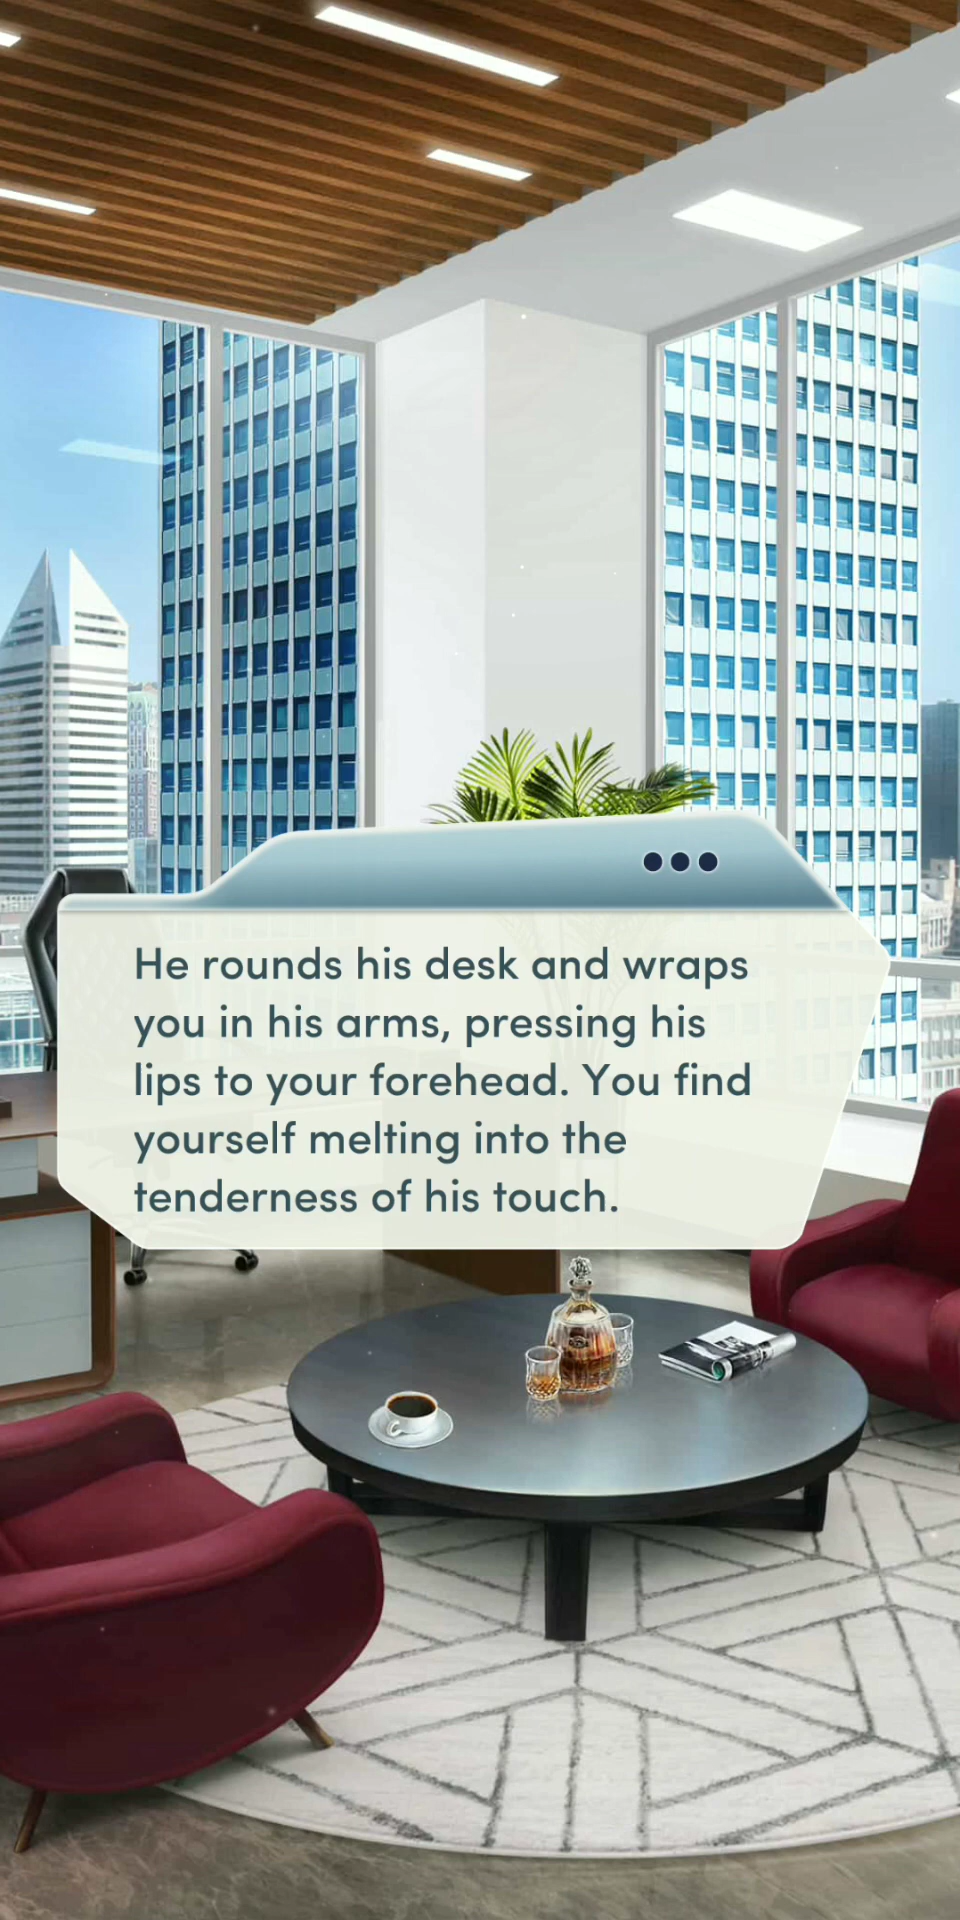 He rounds his desk and wraps
you in his arms, pressing his
lips to your forehead. You find
yourself melting into the
tenderness of his touch.